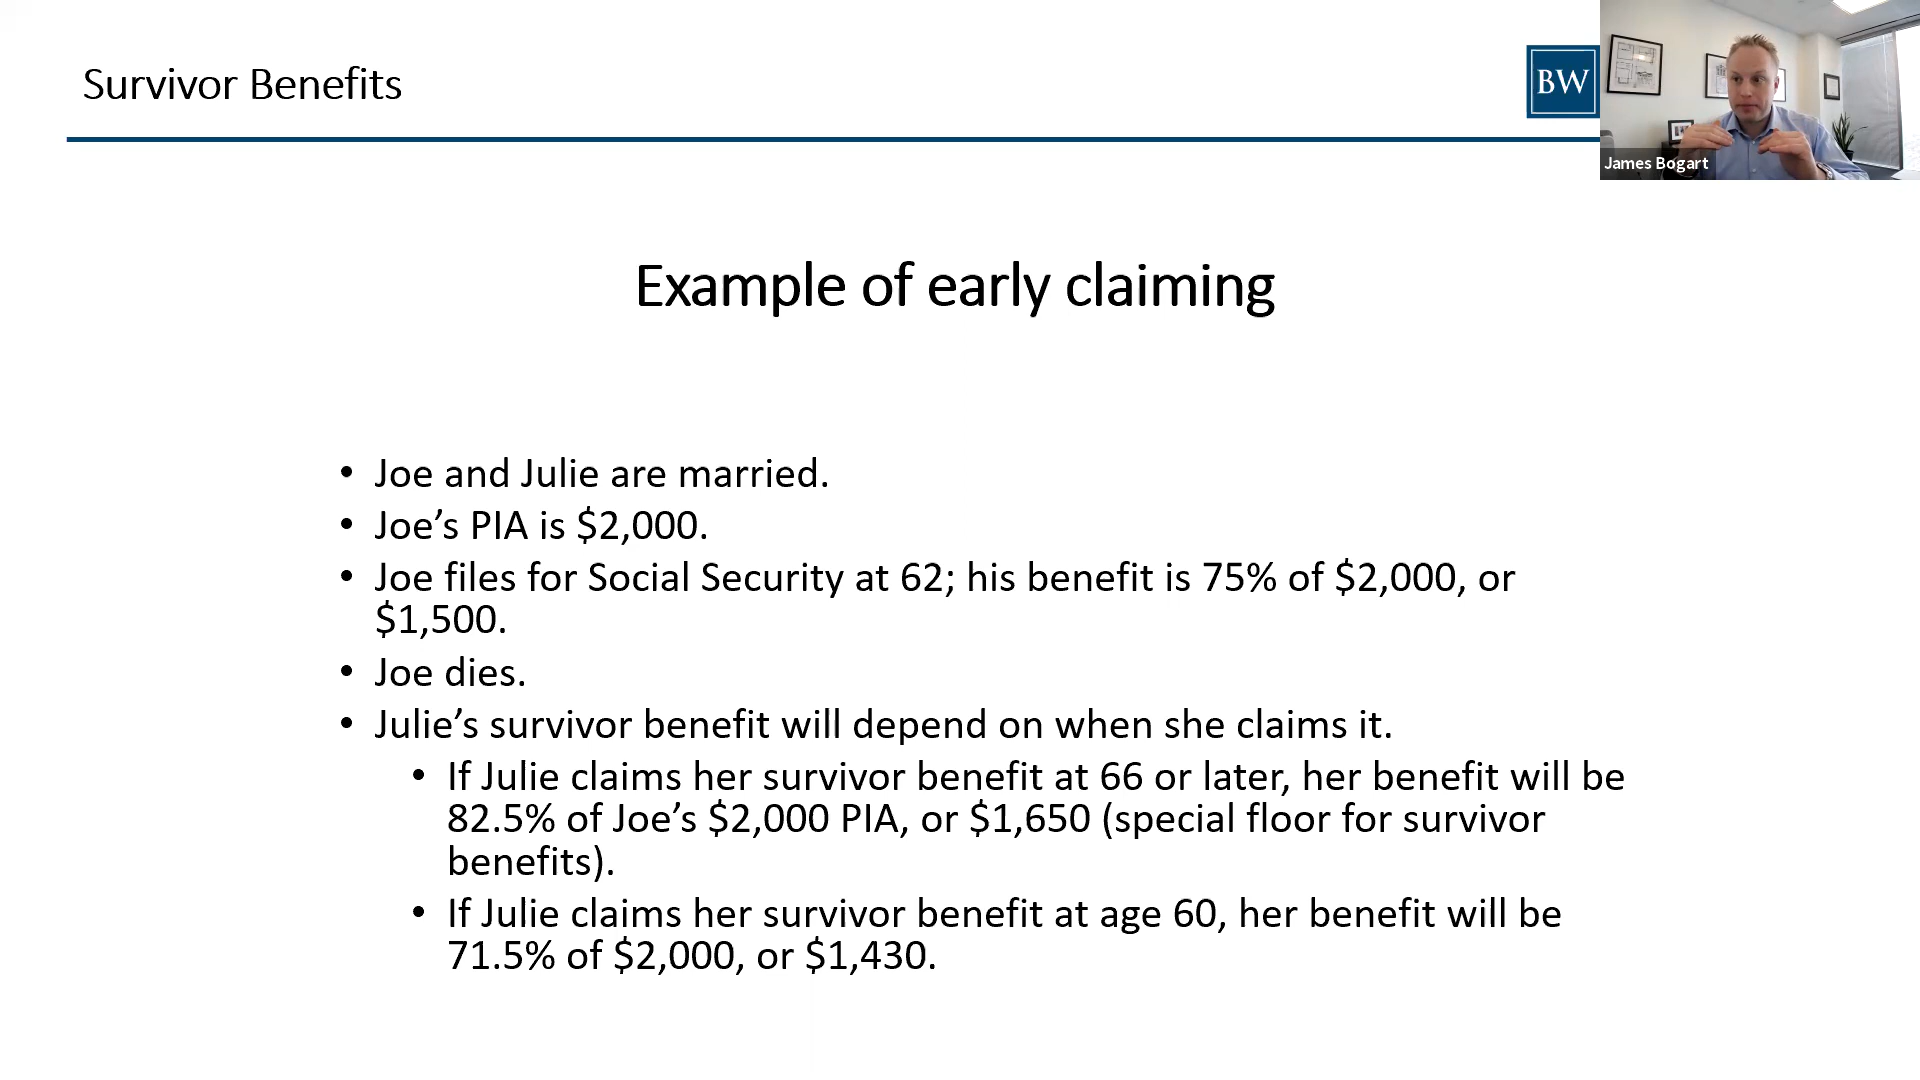 Survivor Benefits
BW
James Bogart
Example of early claiming
• Joe and Julie are married.
• Joe’s PIA is $2,000.
• Joe files for Social Security at 62; his benefit is 75% of $2,000, or
$1,500.
• Joe dies.
• Julie’s survivor benefit will depend on when she claims it.
• If Julie claims her survivor benefit at 66 or later, her benefit will be
82.5% of Joe’s $2,000 PIA, or $1,650 (special floor for survivor
benefits).
• If Julie claims her survivor benefit at age 60, her benefit will be
71.5% of $2,000, or $1,430.